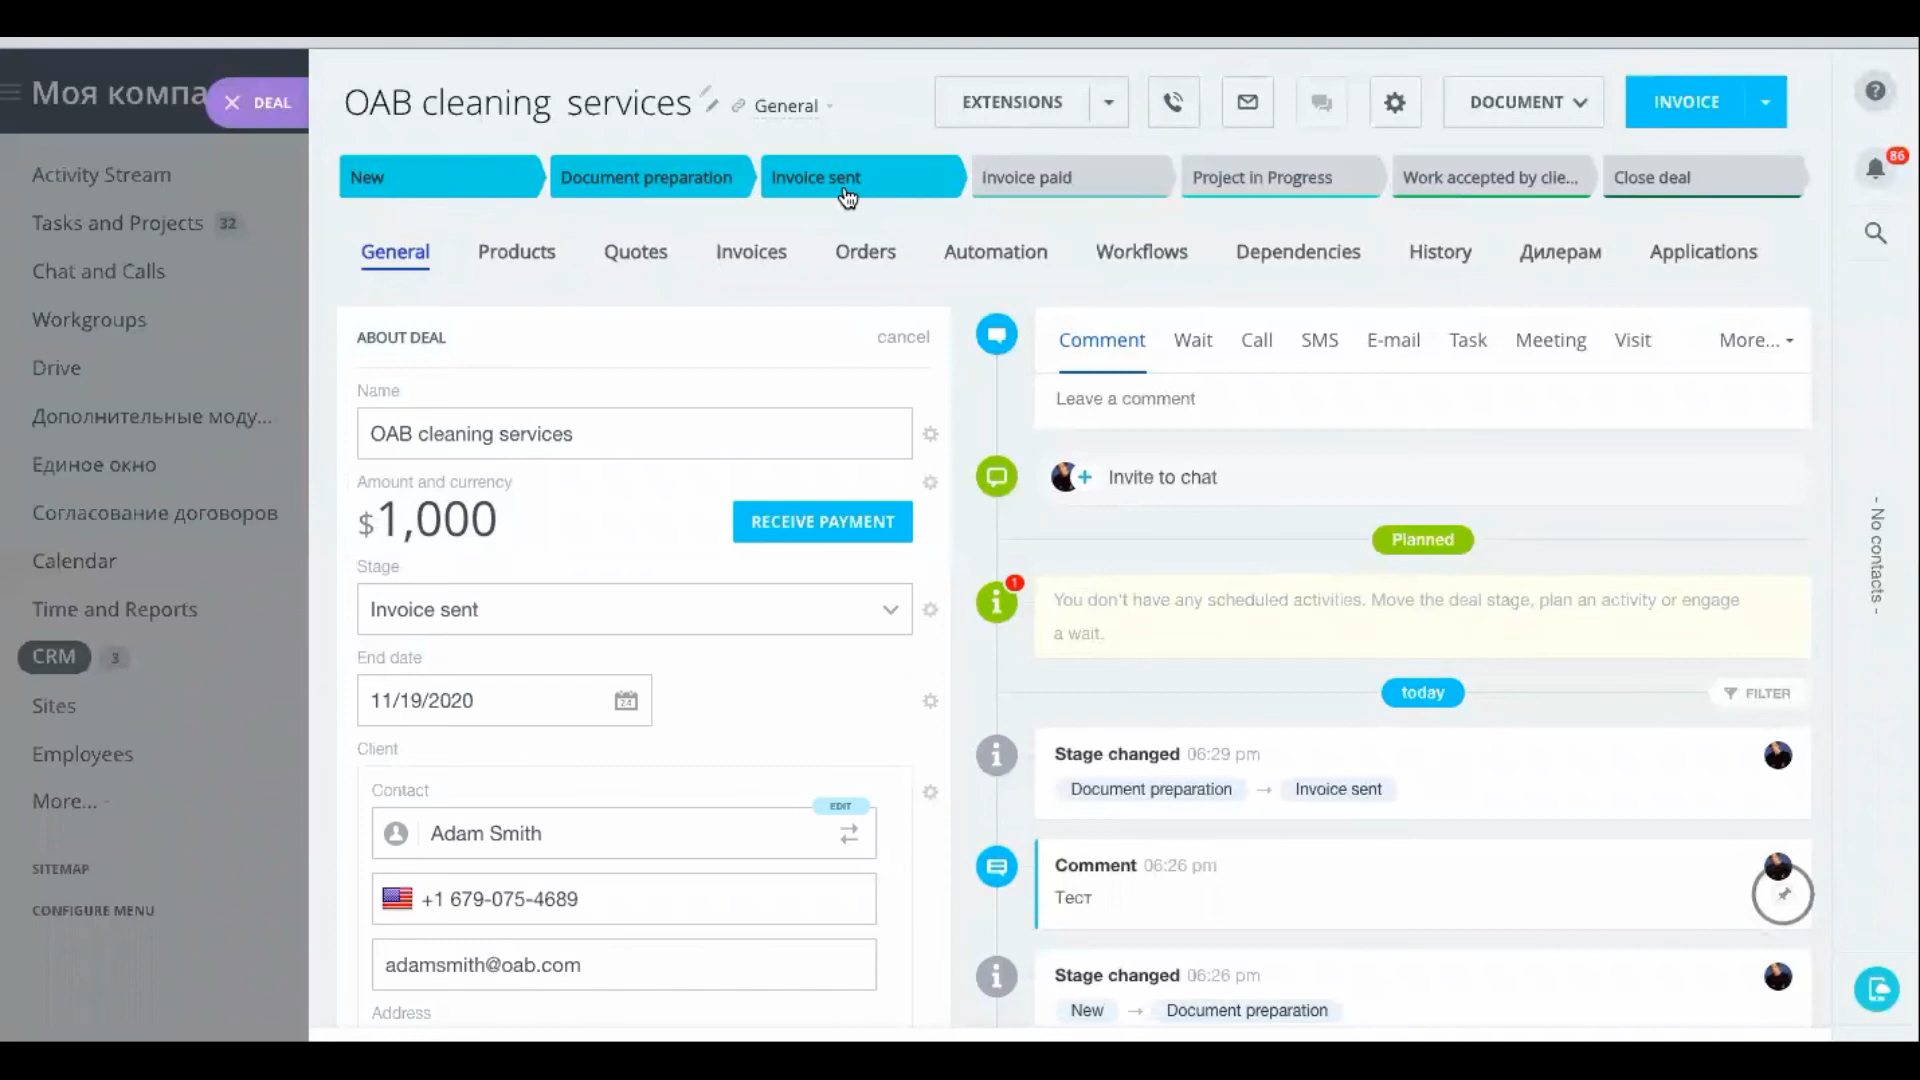 Моя компа
DEAL
OAB cleaning services
General
EXTENSIONS
DOCUMENT
INVOICE
86
New
Document preparation
Invoice sent
Invoice paid
Project in Progress
Work accepted by clie...
Close deal
Activity Stream
Tasks and Projects 32
Chat and Calls
Workgroups
Drive
Дополнительные моду...
Единое окно
Согласование договоров
Calendar
Time and Reports
CRM 3
Sites
Employees
More...
SITEMAP
CONFIGURE MENU
General
Products
Quotes
Invoices
Orders
Automation
Workflows
Dependencies
History
Дилерам
Applications
ABOUT DEAL
cancel
Name
OAB cleaning services
Amount and currency
$1,000
RECEIVE PAYMENT
Stage
Invoice sent
End date
11/19/2020
24
Client
Contact
EDIT
Adam Smith
+1 679-075-4689
adamsmith@oab.com
Address
Comment
Wait
Call
SMS
E-mail
Task
Meeting
Visit
More...
Leave a comment
Invite to chat
Planned
1
You don't have any scheduled activities. Move the deal stage, plan an activity or engage
a wait.
today
FILTER
Stage changed 06:29 pm
Document preparation → Invoice sent
Comment 06:26 pm
Тест
Stage changed 06:26 pm
New → Document preparation
- No contacts -